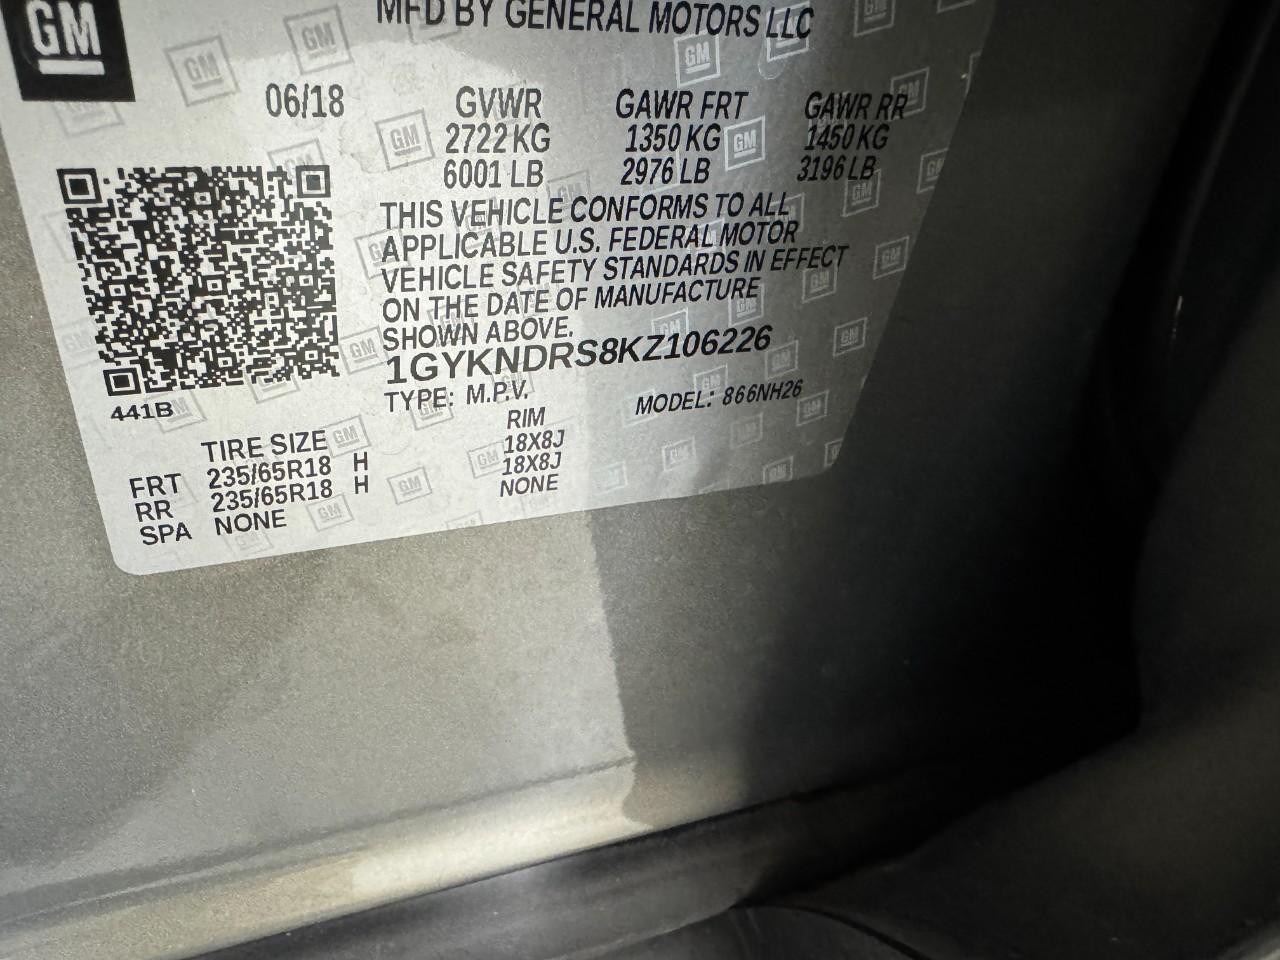 GM
MFD BY GENERAL MOTORS LLC
06/18 GVWR GAWR FRT GAWR RR
2722 KG 1350 KG 1450 KG
6001 LB 2976 LB 3196 LB
THIS VEHICLE CONFORMS TO ALL
APPLICABLE U.S. FEDERAL MOTOR
VEHICLE SAFETY STANDARDS IN EFFECT
ON THE DATE OF MANUFACTURE
SHOWN ABOVE.
1GYKNDRS8KZ106226
TYPE: M.P.V. MODEL: 866NH26
441B
TIRE SIZE RIM
FRT 235/65R18 H 18X8J
RR 235/65R18 H 18X8J
SPA NONE NONE